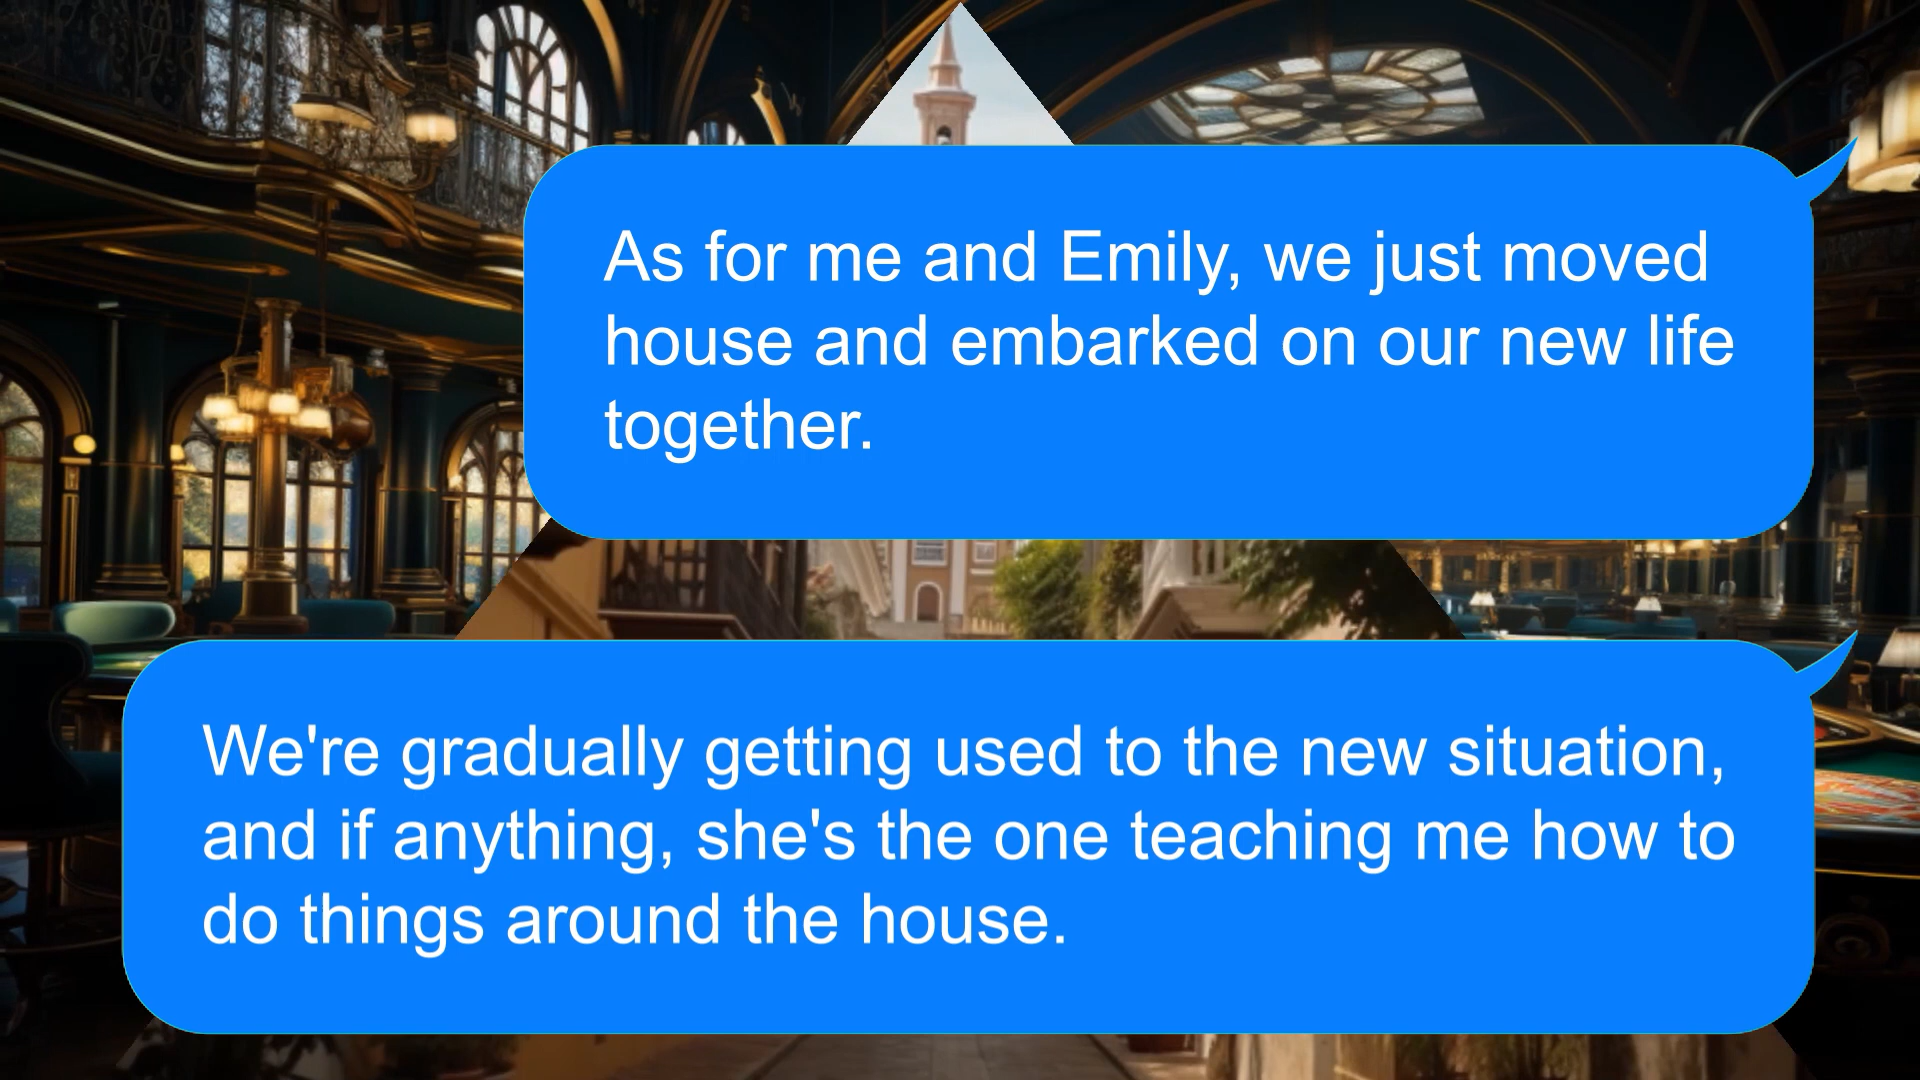 As for me and Emily, we just moved
house and embarked on our new life
together.
We're gradually getting used to the new situation,
and if anything, she's the one teaching me how to
do things around the house.